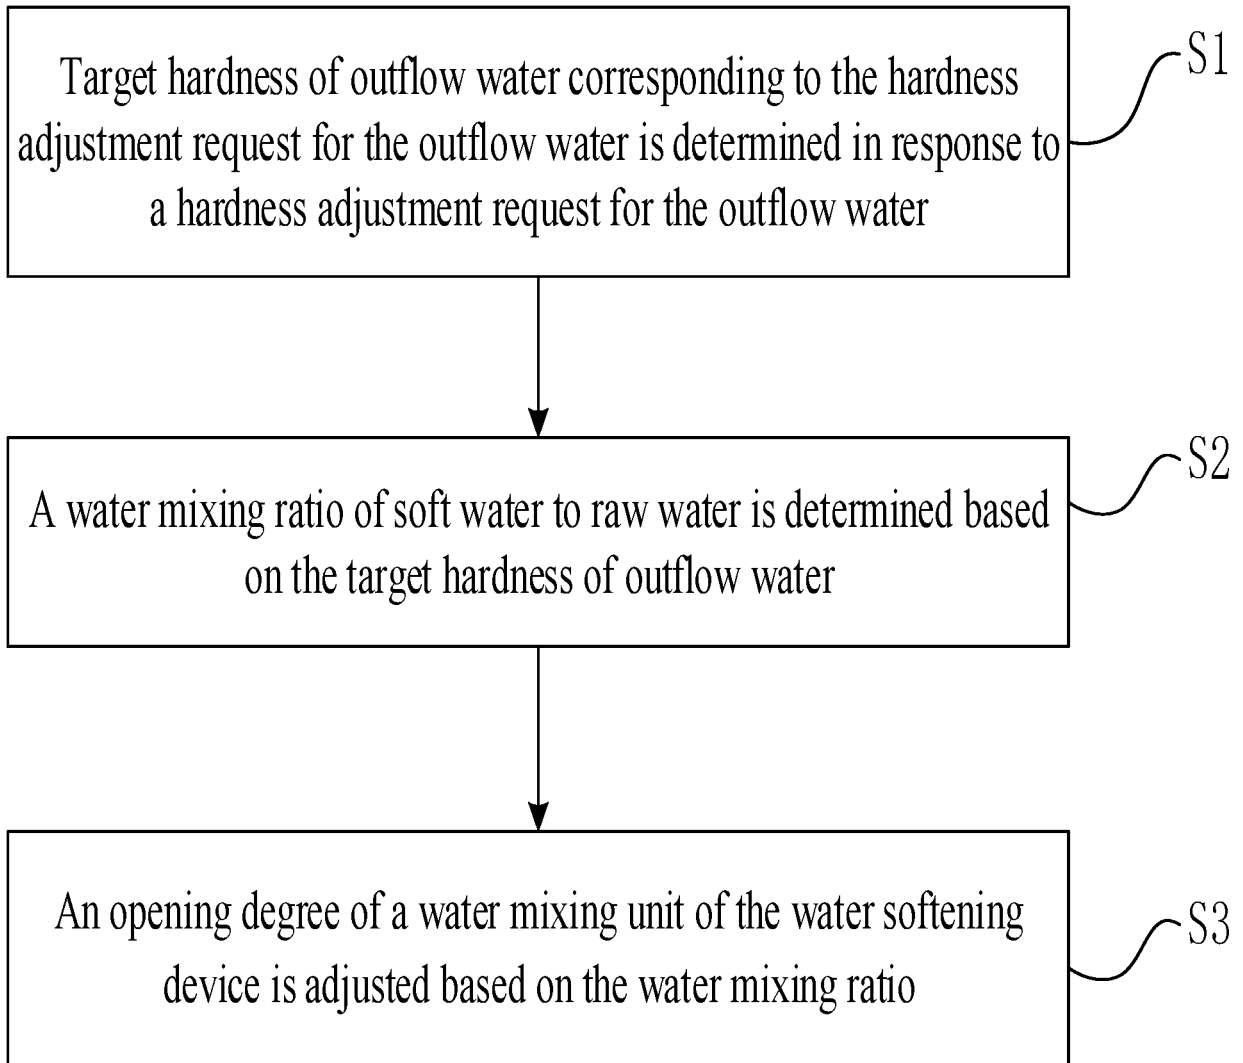 Target hardness of outflow water corresponding to the hardness
adjustment request for the outflow water is determined in response to
a hardness adjustment request for the outflow water
S1
A water mixing ratio of soft water to raw water is determined based
on the target hardness of outflow water
S2
An opening degree of a water mixing unit of the water softening
device is adjusted based on the water mixing ratio
S3